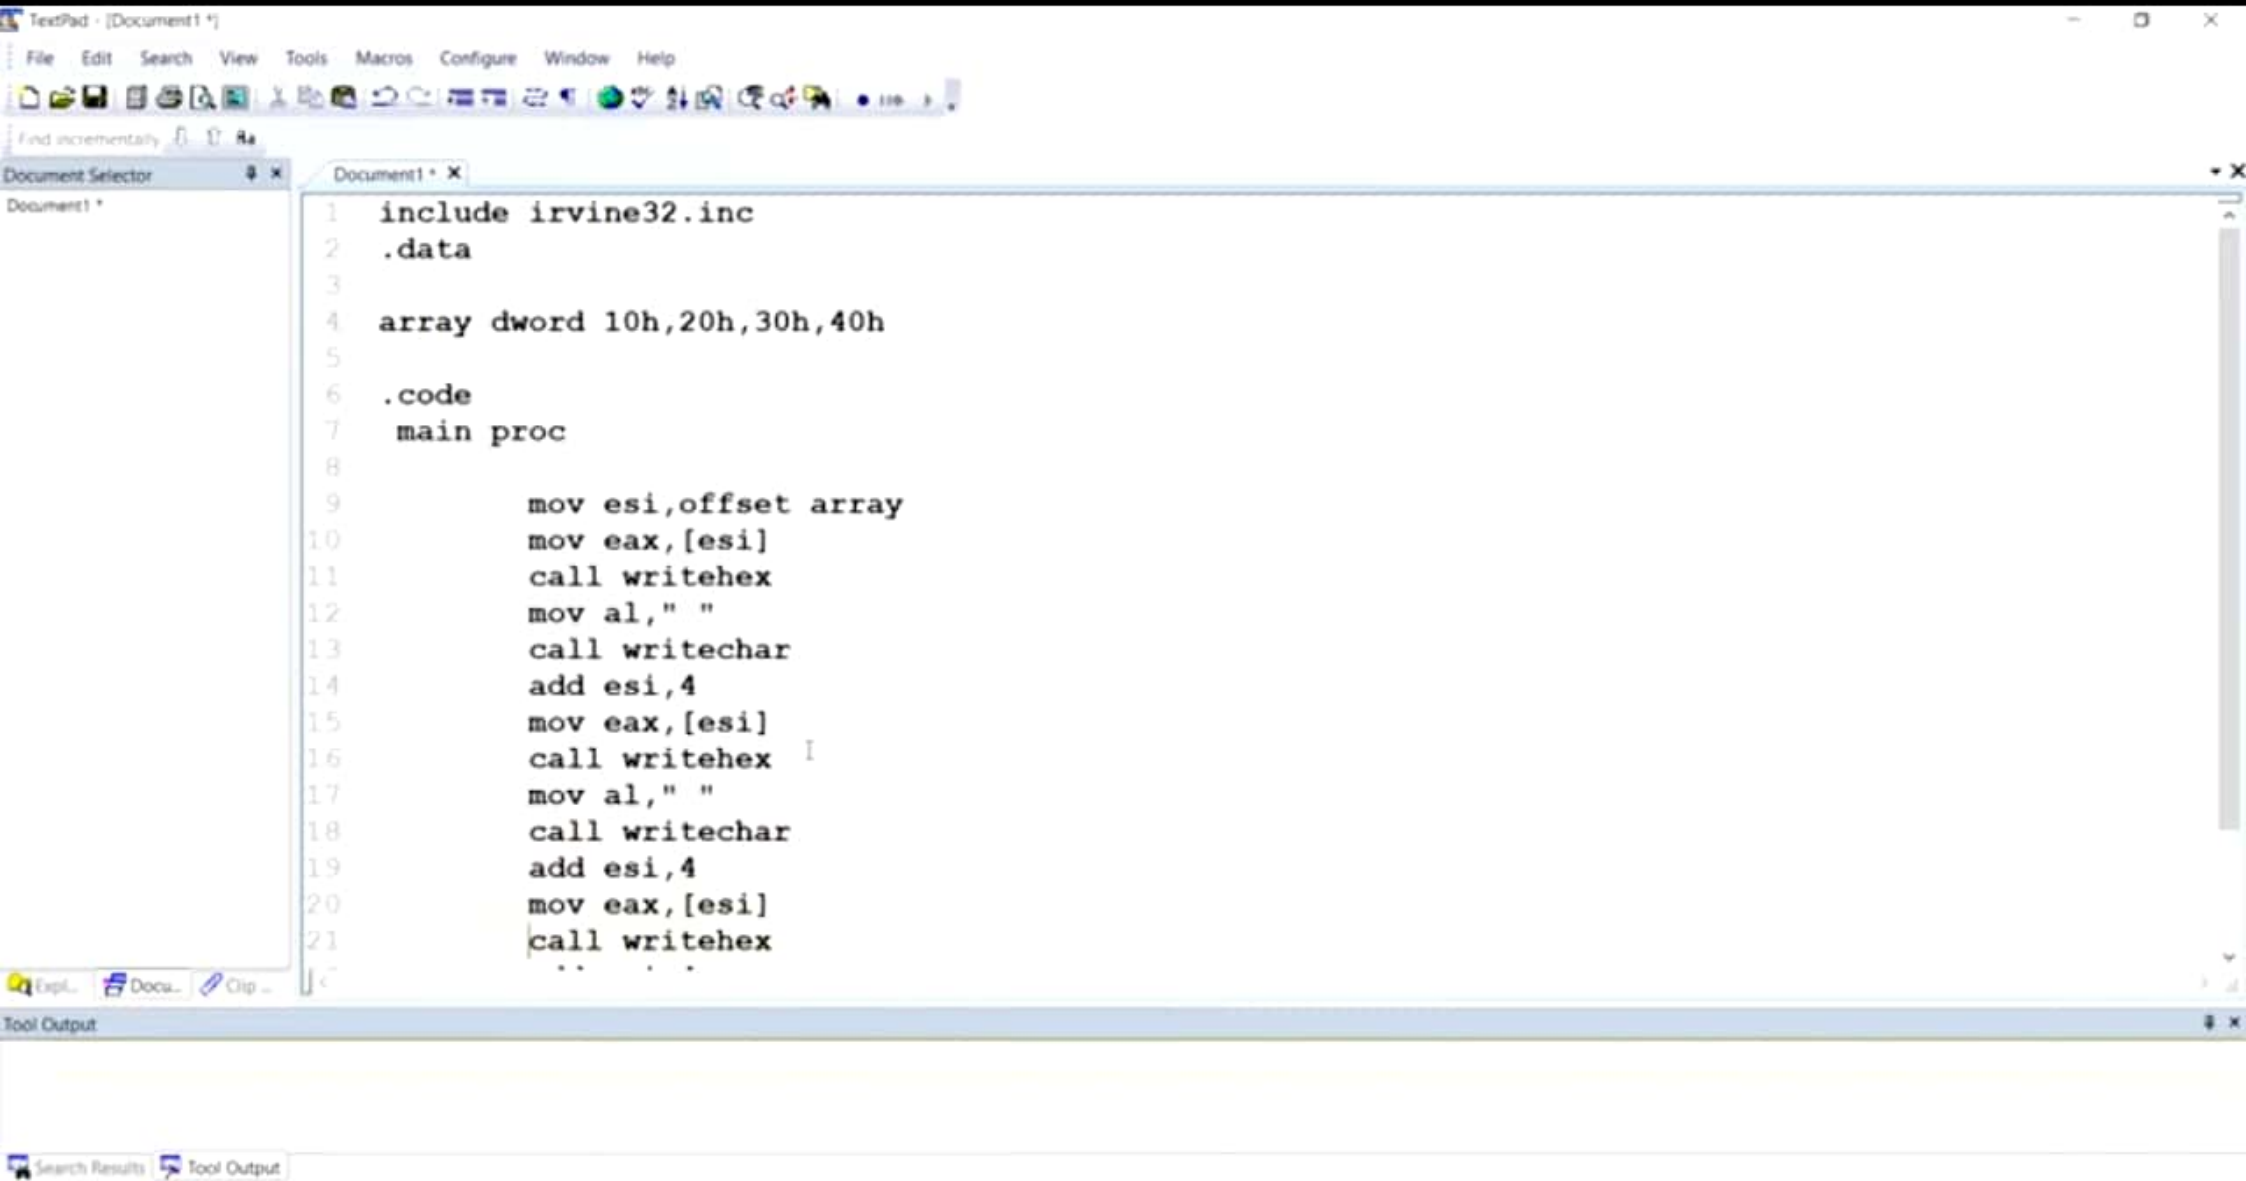 TextPad - [Document1 *]
File Edit Search View Tools Macros Configure Window Help
Find incrementally
Document Selector
Document1 *
Document1 *
1 include irvine32.inc
2 .data
3
4 array dword 10h,20h,30h,40h
5
6 .code
7 main proc
8
9 mov esi,offset array
10 mov eax,[esi]
11 call writehex
12 mov al," "
13 call writechar
14 add esi,4
15 mov eax,[esi]
16 call writehex
17 mov al," "
18 call writechar
19 add esi,4
20 mov eax,[esi]
21 call writehex
Expl... Docu... Clip ...
Tool Output
Search Results Tool Output